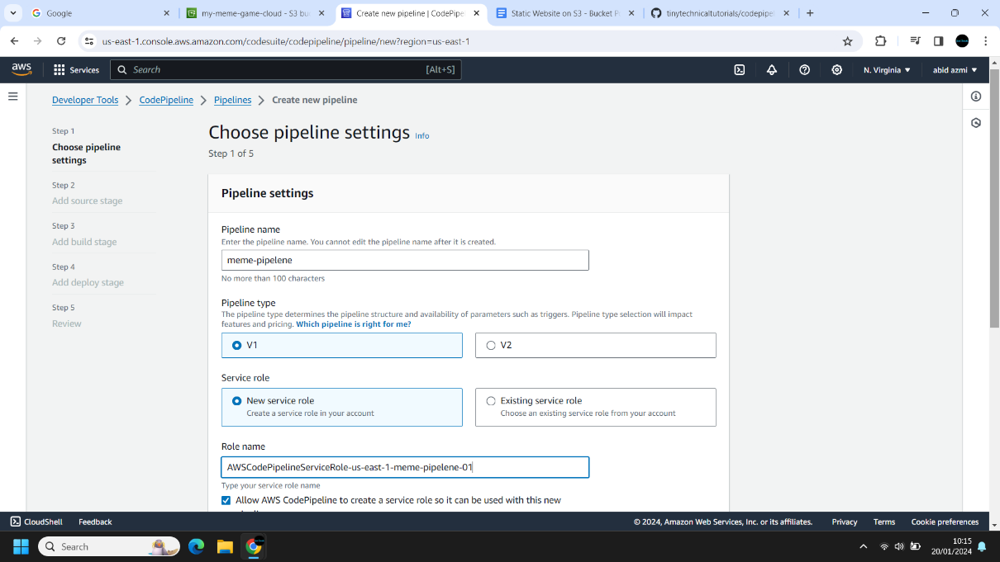 Google
my-meme-game-cloud - S3 buc
Create new pipeline | CodePipe
Static Website on S3 - Bucket P
tinytechnicaltutorials/codepipel
us-east-1.console.aws.amazon.com/codesuite/codepipeline/pipeline/new?region=us-east-1
aws
Services
Search
[Alt+S]
N. Virginia
abid azmi
Developer Tools
CodePipeline
Pipelines
Create new pipeline
Step 1
Choose pipeline
settings
Step 2
Add source stage
Step 3
Add build stage
Step 4
Add deploy stage
Step 5
Review
Choose pipeline settings Info
Step 1 of 5
Pipeline settings
Pipeline name
Enter the pipeline name. You cannot edit the pipeline name after it is created.
meme-pipelene
No more than 100 characters
Pipeline type
The pipeline type determines the pipeline structure and availability of parameters such as triggers. Pipeline type selection will impact
features and pricing. Which pipeline is right for me?
V1
V2
Service role
New service role
Create a service role in your account
Existing service role
Choose an existing service role from your account
Role name
AWSCodePipelineServiceRole-us-east-1-meme-pipelene-01
Type your service role name
Allow AWS CodePipeline to create a service role so it can be used with this new
CloudShell
Feedback
© 2024, Amazon Web Services, Inc. or its affiliates.
Privacy
Terms
Cookie preferences
Search
10:15
20/01/2024